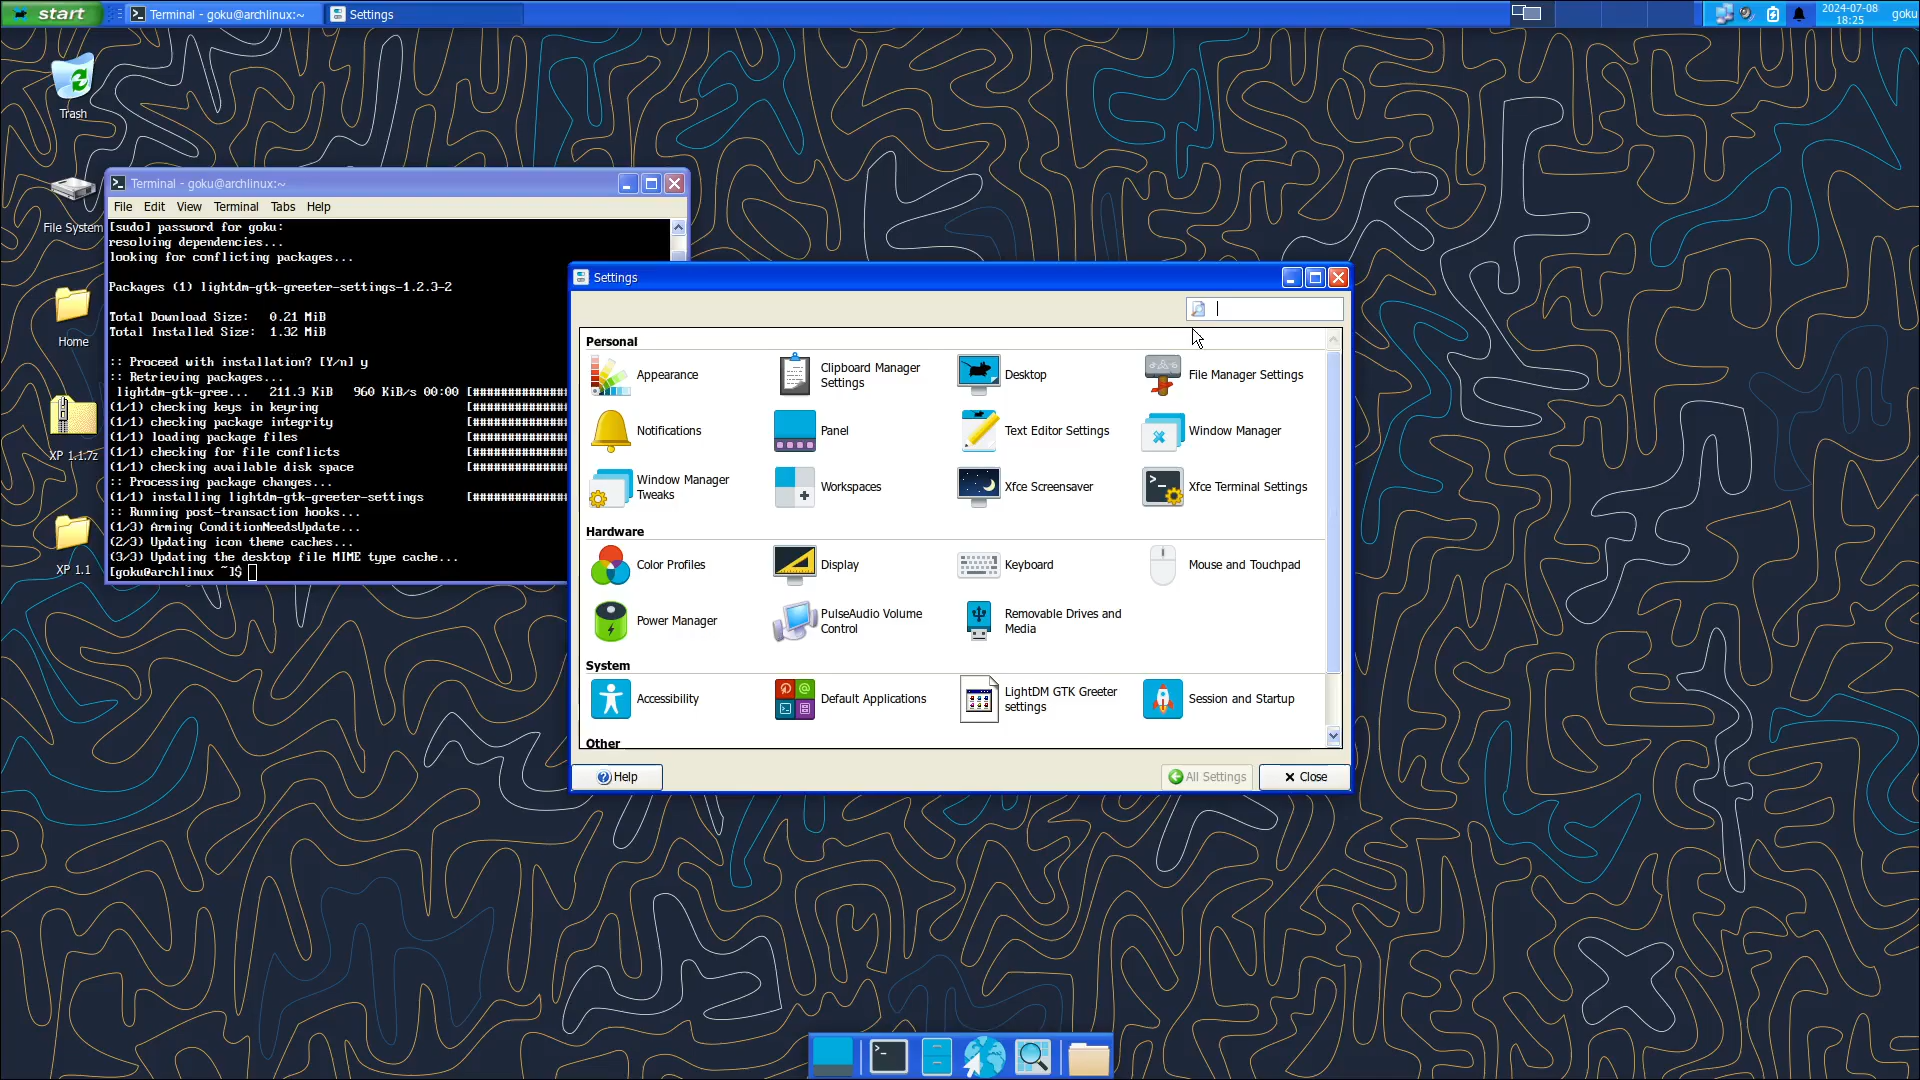 start
Terminal - goku@archlinux:~
Settings
2024-07-08
18:25
goku
Trash
File System
Home
XP 1.1.7z
XP 1.1
Terminal - goku@archlinux:~
File Edit View Terminal Tabs Help
[sudo] password for goku:
resolving dependencies...
looking for conflicting packages...
Packages (1) lightdm-gtk-greeter-settings-1.2.3-2
Total Download Size: 0.21 MiB
Total Installed Size: 1.32 MiB
:: Proceed with installation? [Y/n] y
:: Retrieving packages...
lightdm-gtk-gree... 211.3 KiB 960 KiB/s 00:00 [##############
(1/1) checking keys in keyring [##############
(1/1) checking package integrity [##############
(1/1) loading package files [##############
(1/1) checking for file conflicts [##############
(1/1) checking available disk space [##############
:: Processing package changes...
(1/1) installing lightdm-gtk-greeter-settings [##############
:: Running post-transaction hooks...
(1/3) Arming ConditionNeedsUpdate...
(2/3) Updating icon theme caches...
(3/3) Updating the desktop file MIME type cache...
[goku@archlinux ~]$
Settings
Personal
Appearance
Clipboard Manager
Settings
Desktop
File Manager Settings
Notifications
Panel
Text Editor Settings
Window Manager
Window Manager
Tweaks
Workspaces
Xfce Screensaver
Xfce Terminal Settings
Hardware
Color Profiles
Display
Keyboard
Mouse and Touchpad
Power Manager
PulseAudio Volume
Control
Removable Drives and
Media
System
Accessibility
Default Applications
LightDM GTK Greeter
settings
Session and Startup
Other
Help
All Settings
Close